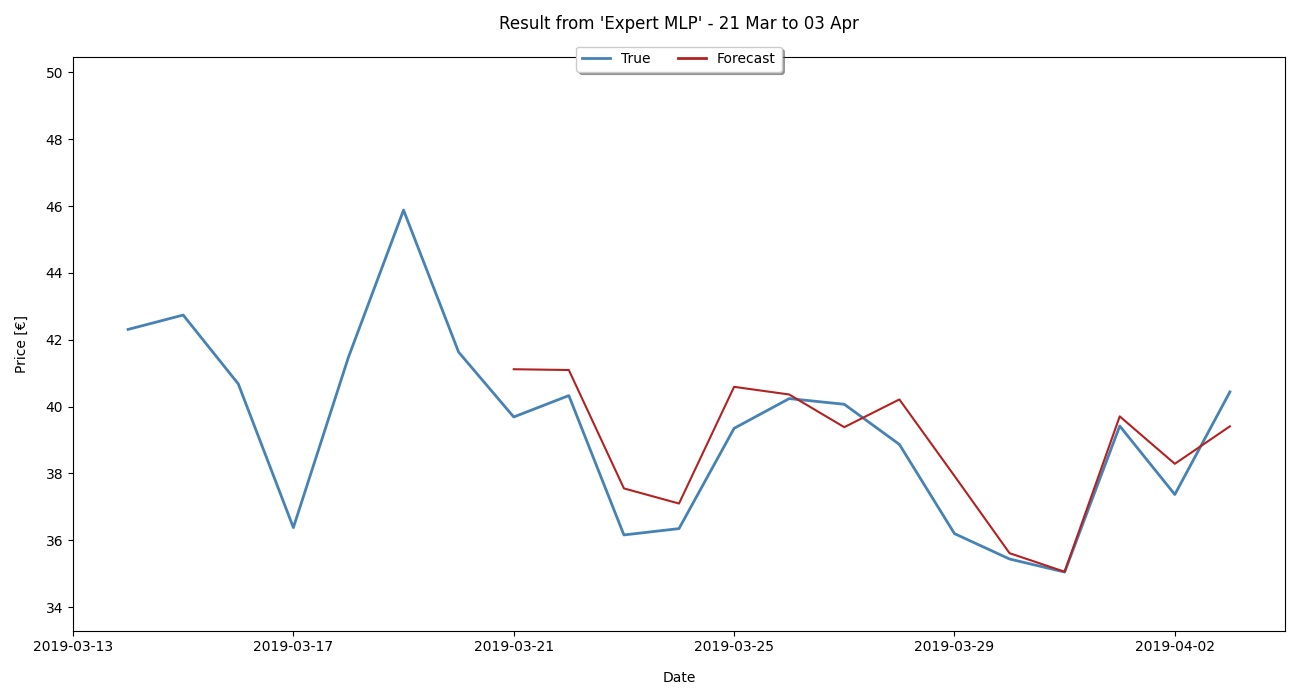 Result from 'Expert MLP' - 21 Mar to 03 Apr
True Forecast
50
48
46
44
42
40
38
36
34
Price [€]
2019-03-13 2019-03-17 2019-03-21 2019-03-25 2019-03-29 2019-04-02
Date